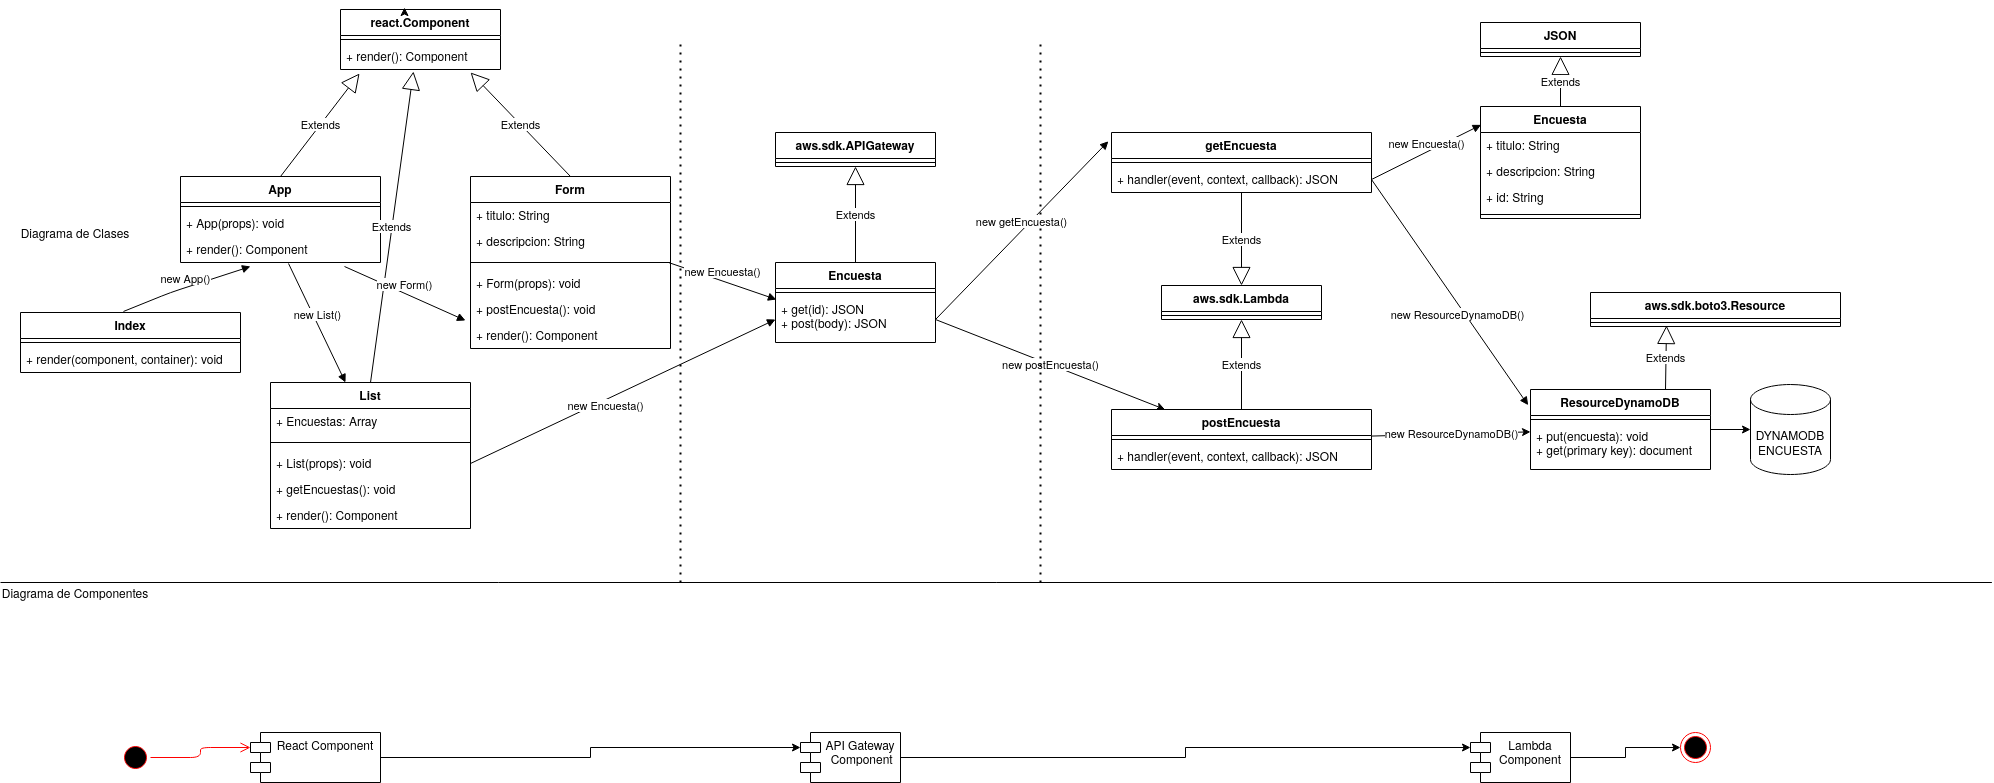 react.Component
+ render(): Component
Extends
Extends
Extends
App
+ App(props): void
+ render(): Component
Form
+ titulo: String
+ descripcion: String
+ Form(props): void
+ postEncuesta(): void
+ render(): Component
Diagrama de Clases
new App()
new List()
new Form()
Index
+ render(component, container): void
List
+ Encuestas: Array
+ List(props): void
+ getEncuestas(): void
+ render(): Component
new Encuesta()
new Encuesta()
aws.sdk.APIGateway
Extends
Encuesta
+ get(id): JSON
+ post(body): JSON
new getEncuesta()
new postEncuesta()
getEncuesta
+ handler(event, context, callback): JSON
Extends
aws.sdk.Lambda
Extends
postEncuesta
+ handler(event, context, callback): JSON
new Encuesta()
new ResourceDynamoDB()
new ResourceDynamoDB()
JSON
Extends
Encuesta
+ titulo: String
+ descripcion: String
+ id: String
aws.sdk.boto3.Resource
Extends
ResourceDynamoDB
+ put(encuesta): void
+ get(primary key): document
DYNAMODB
ENCUESTA
Diagrama de Componentes
React Component
API Gateway
Component
Lambda
Component